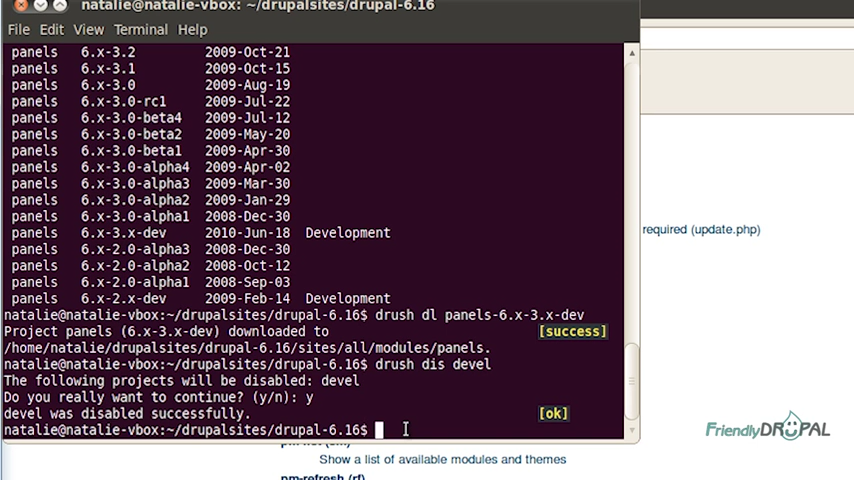 natalie@natalie-vbox: ~/drupalsites/drupal-6.16
File Edit View Terminal Help
panels 6.x-3.2 2009-Oct-21
panels 6.x-3.1 2009-Oct-15
panels 6.x-3.0 2009-Aug-19
panels 6.x-3.0-rc1 2009-Jul-22
panels 6.x-3.0-beta4 2009-Jul-12
panels 6.x-3.0-beta2 2009-May-20
panels 6.x-3.0-beta1 2009-Apr-30
panels 6.x-3.0-alpha4 2009-Apr-02
panels 6.x-3.0-alpha3 2009-Mar-30
panels 6.x-3.0-alpha2 2009-Jan-29
panels 6.x-3.0-alpha1 2008-Dec-30
panels 6.x-3.x-dev 2010-Jun-18 Development
required (update.php)
panels 6.x-2.0-alpha3 2008-Dec-30
panels 6.x-2.0-alpha2 2008-Oct-12
panels 6.x-2.0-alpha1 2008-Sep-03
panels 6.x-2.x-dev 2009-Feb-14 Development
natalie@natalie-vbox:~/drupalsites/drupal-6.16$ drush dl panels-6.x-3.x-dev
Project panels (6.x-3.x-dev) downloaded to [success]
/home/natalie/drupalsites/drupal-6.16/sites/all/modules/panels.
natalie@natalie-vbox:~/drupalsites/drupal-6.16$ drush dis devel
The following projects will be disabled: devel
Do you really want to continue? (y/n): y
devel was disabled successfully. [ok]
natalie@natalie-vbox:~/drupalsites/drupal-6.16$
FriendlyDRUPAL
Show a list of available modules and themes
pm-refresh (rf)